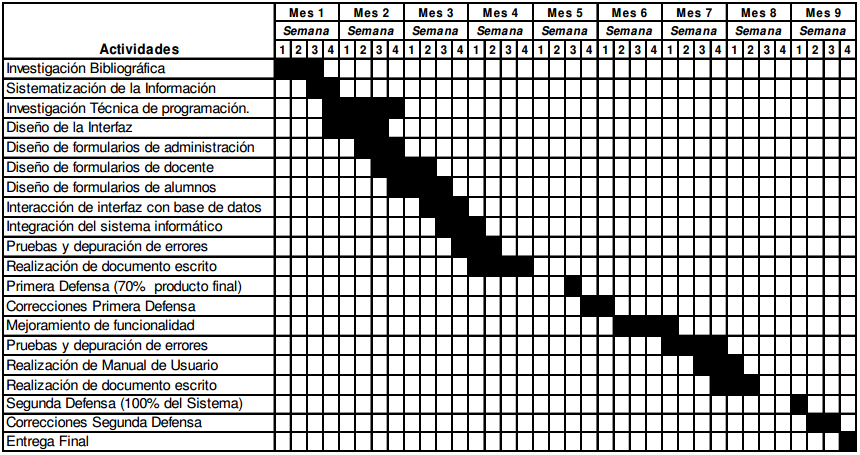 Mes 1 Mes 2 Mes 3 Mes 4 Mes 5 Mes 6 Mes 7 Mes 8 Mes 9
Semana Semana Semana Semana Semana Semana Semana Semana Semana
Actividades 1 2 3 4 1 2 3 4 1 2 3 4 1 2 3 4 1 2 3 4 1 2 3 4 1 2 3 4 1 2 3 4 1 2 3 4
Investigación Bibliográfica
Sistematización de la Información
Investigación Técnica de programación.
Diseño de la Interfaz
Diseño de formularios de administración
Diseño de formularios de docente
Diseño de formularios de alumnos
Interacción de interfaz con base de datos
Integración del sistema informático
Pruebas y depuración de errores
Realización de documento escrito
Primera Defensa (70% producto final)
Correcciones Primera Defensa
Mejoramiento de funcionalidad
Pruebas y depuración de errores
Realización de Manual de Usuario
Realización de documento escrito
Segunda Defensa (100% del Sistema)
Correcciones Segunda Defensa
Entrega Final